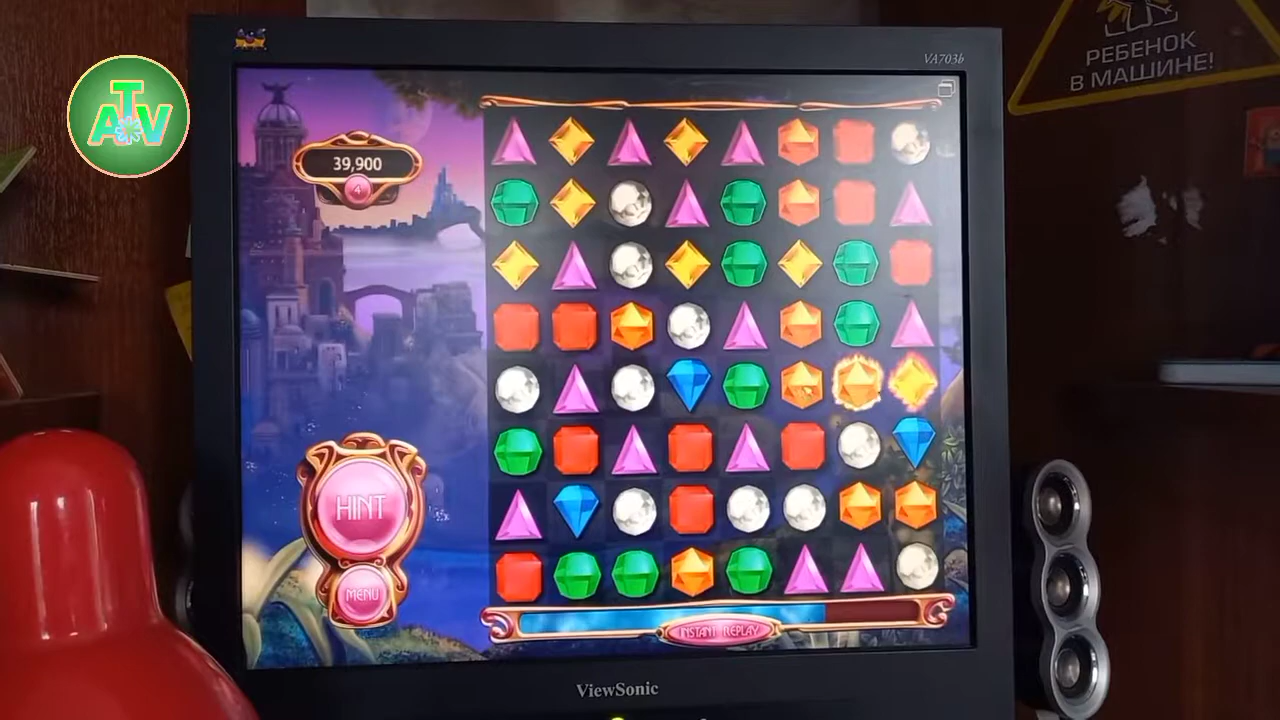 ATV
VA703b
РЕБЕНОК
В МАШИНЕ!
39,900
4
HINT
MENU
INSTANT REPLAY
ViewSonic